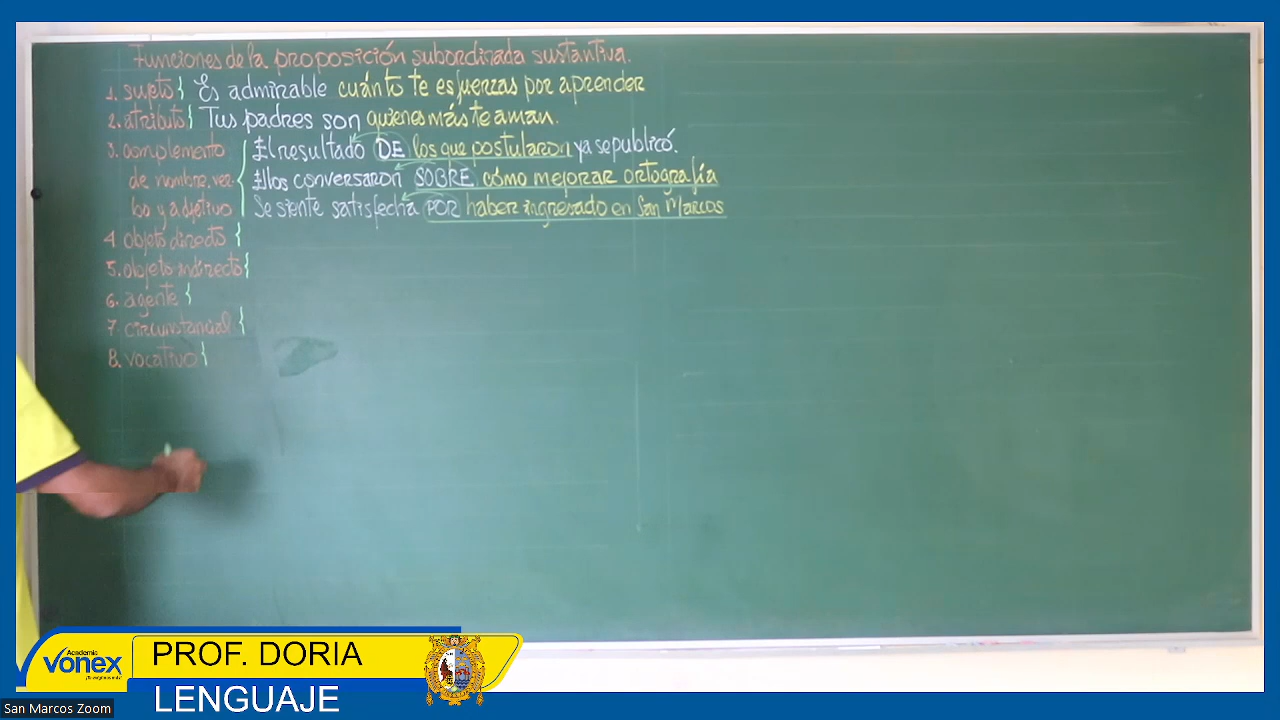 Funciones de la proposición subordinada sustantiva.
1. sujeto { Es admirable cuánto te esfuerzas por aprender
2. atributo { Tus padres son quienes más te aman.
3. complemento { El resultado DE los que postularon ya se publicó.
de nombre, ver- Ellos conversaron SOBRE cómo mejorar ortografía
bo y adjetivo Se siente satisfecha POR haber ingresado en San Marcos
4 objeto directo {
5. objeto indirecto {
6. agente {
7. circunstancial {
8. vocativo {
Academia
vonex
PROF. DORIA
LENGUAJE
San Marcos Zoom